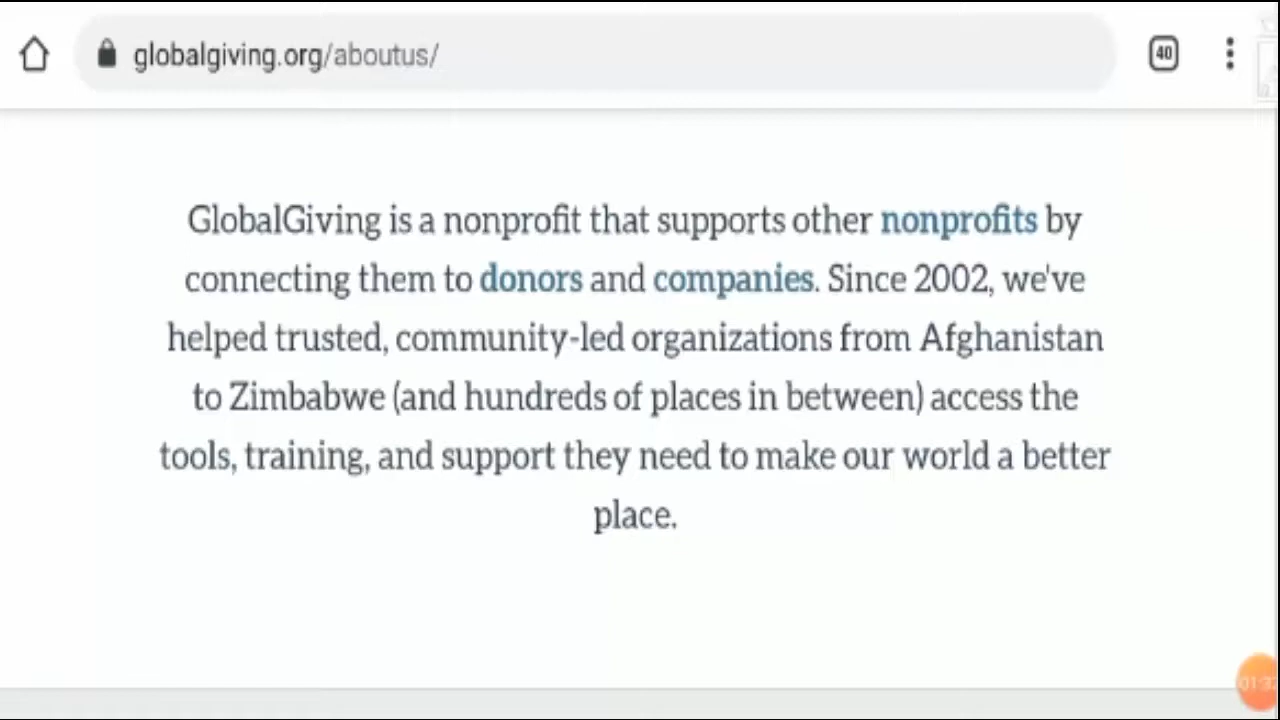 globalgiving.org/aboutus/
40
GlobalGiving is a nonprofit that supports other nonprofits by
connecting them to donors and companies. Since 2002, we've
helped trusted, community-led organizations from Afghanistan
to Zimbabwe (and hundreds of places in between) access the
tools, training, and support they need to make our world a better
place.